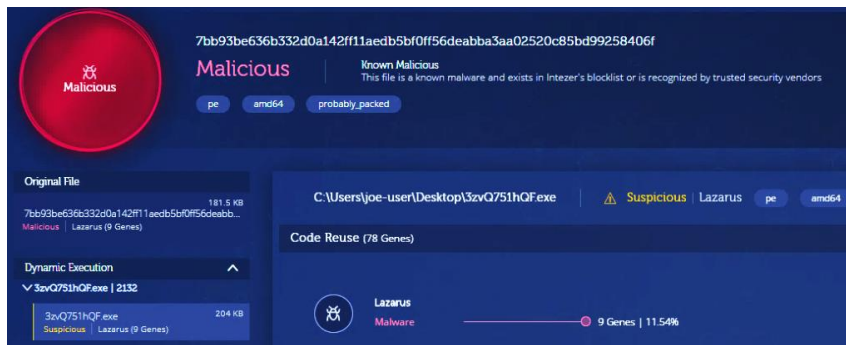 7bb93be636b332d0a142ff11aedb5bf0ff56deabba3aa02520c85bd99258406f
Malicious
Malicious
Known Malicious
This file is a known malware and exists in Intezer's blocklist or is recognized by trusted security vendors
pe amd64 probably_packed
Original File
181.5 KB
7bb93be636b332d0a142ff11aedb5bf0ff56deabb...
Malicious | Lazarus (9 Genes)
Dynamic Execution
3zvQ751hQF.exe | 2132
3zvQ751hQF.exe 204 KB
Suspicious | Lazarus (9 Genes)
C:\Users\joe-user\Desktop\3zvQ751hQF.exe Suspicious | Lazarus pe amd64
Code Reuse (78 Genes)
Lazarus
Malware 9 Genes | 11.54%